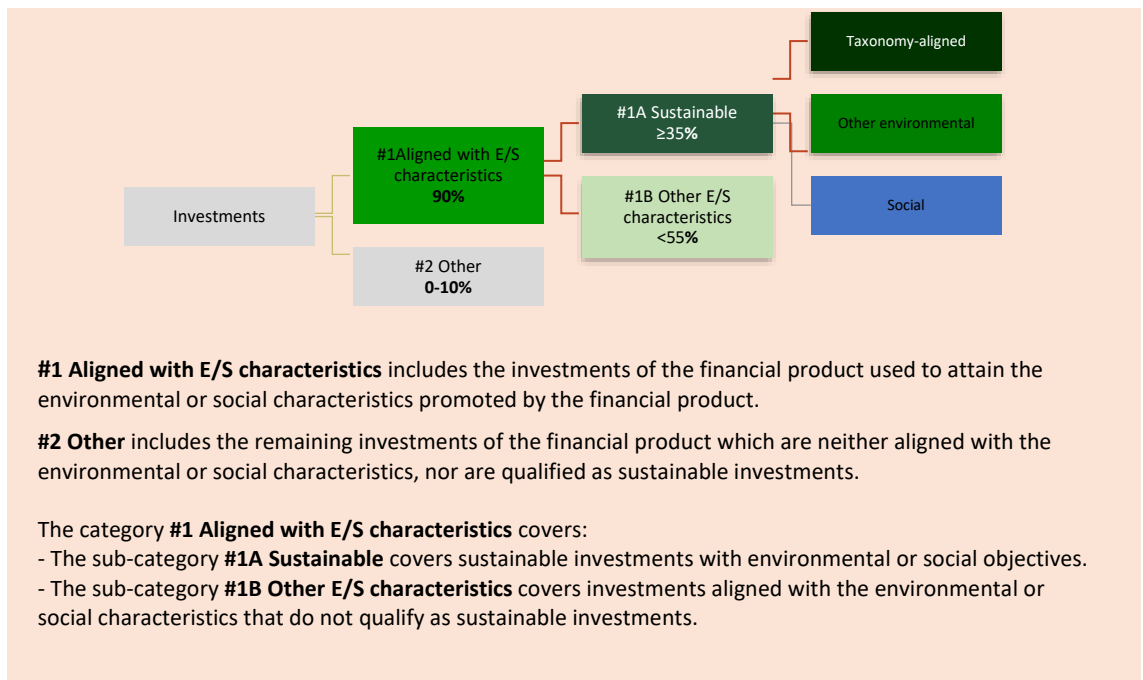 Taxonomy-aligned
#1A Sustainable
≥35%
Other environmental
#1Aligned with E/S
characteristics
90%
#1B Other E/S
characteristics
<55%
Social
Investments
#2 Other
0-10%
#1 Aligned with E/S characteristics includes the investments of the financial product used to attain the
environmental or social characteristics promoted by the financial product.
#2 Other includes the remaining investments of the financial product which are neither aligned with the
environmental or social characteristics, nor are qualified as sustainable investments.
The category #1 Aligned with E/S characteristics covers:
- The sub-category #1A Sustainable covers sustainable investments with environmental or social objectives.
- The sub-category #1B Other E/S characteristics covers investments aligned with the environmental or
social characteristics that do not qualify as sustainable investments.